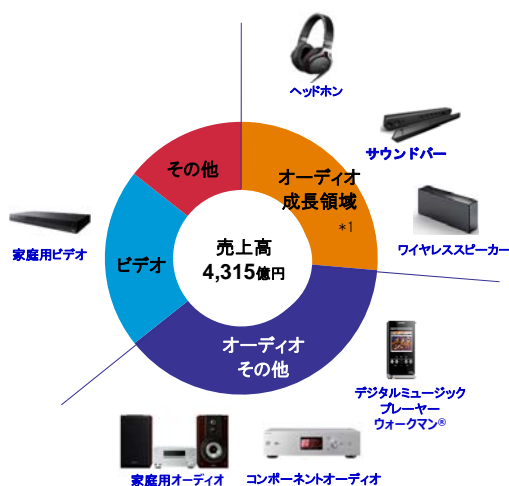 ヘッドホン
サウンドバー
その他
オーディオ
成長領域
*1
ワイヤレススピーカー
家庭用ビデオ
ビデオ
売上高
4,315億円
オーディオ
その他
デジタルミュージック
プレーヤー
ウォークマン®
家庭用オーディオ
コンポーネントオーディオ